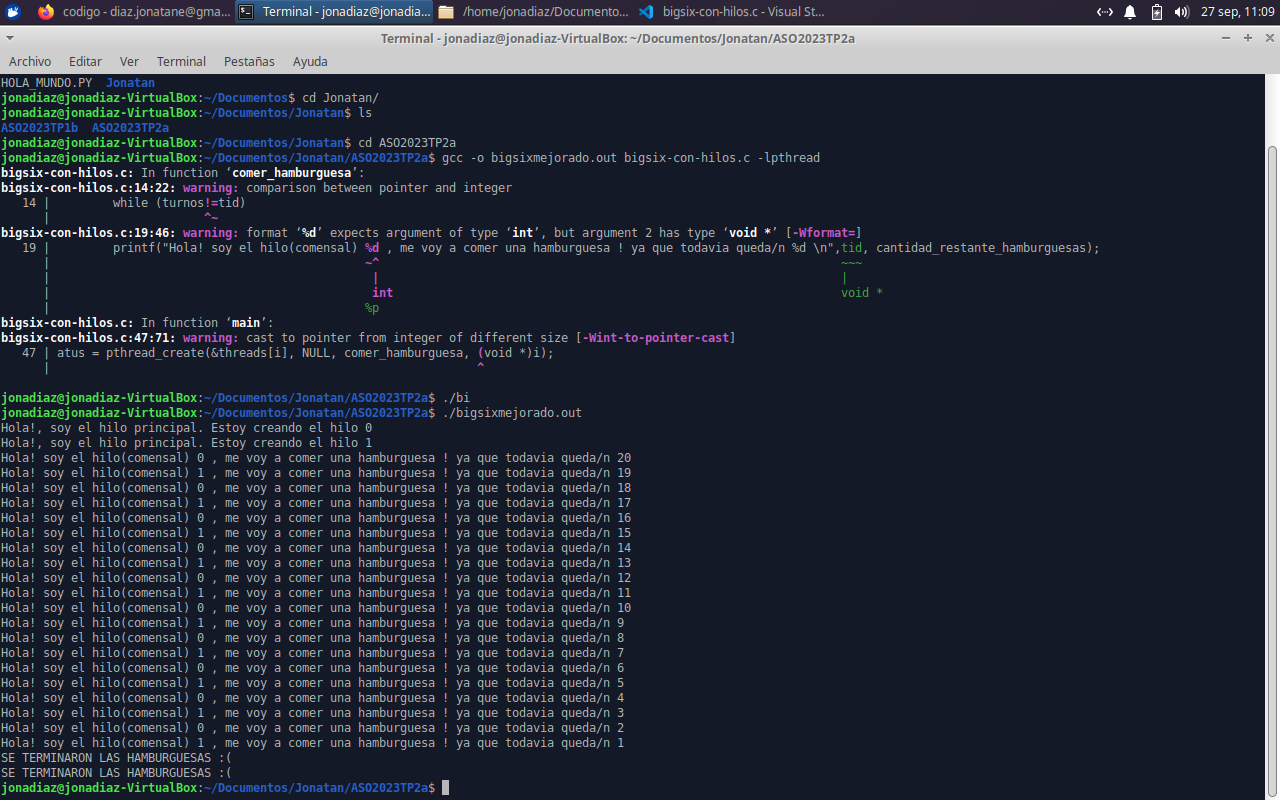 codigo - diaz.jonatane@gma...
Terminal - jonadiaz@jonadia...
/home/jonadiaz/Documento...
bigsix-con-hilos.c - Visual St...
27 sep, 11:09
Terminal - jonadiaz@jonadiaz-VirtualBox: ~/Documentos/Jonatan/ASO2023TP2a
Archivo Editar Ver Terminal Pestañas Ayuda
HOLA_MUNDO.PY  Jonatan
jonadiaz@jonadiaz-VirtualBox:~/Documentos$ cd Jonatan/
jonadiaz@jonadiaz-VirtualBox:~/Documentos/Jonatan$ ls
ASO2023TP1b  ASO2023TP2a
jonadiaz@jonadiaz-VirtualBox:~/Documentos/Jonatan$ cd ASO2023TP2a
jonadiaz@jonadiaz-VirtualBox:~/Documentos/Jonatan/ASO2023TP2a$ gcc -o bigsixmejorado.out bigsix-con-hilos.c -lpthread
bigsix-con-hilos.c: In function ‘comer_hamburguesa’:
bigsix-con-hilos.c:14:22: warning: comparison between pointer and integer
   14 |         while (turnos!=tid)
      |                      ^~
bigsix-con-hilos.c:19:46: warning: format ‘%d’ expects argument of type ‘int’, but argument 2 has type ‘void *’ [-Wformat=]
   19 |         printf("Hola! soy el hilo(comensal) %d , me voy a comer una hamburguesa ! ya que todavia queda/n %d \n",tid, cantidad_restante_hamburguesas);
      |                                             ~^                                                                  ~~~
      |                                              |                                                                  |
      |                                              int                                                                void *
      |                                             %p
bigsix-con-hilos.c: In function ‘main’:
bigsix-con-hilos.c:47:71: warning: cast to pointer from integer of different size [-Wint-to-pointer-cast]
   47 | atus = pthread_create(&threads[i], NULL, comer_hamburguesa, (void *)i);
      |                                                             ^
jonadiaz@jonadiaz-VirtualBox:~/Documentos/Jonatan/ASO2023TP2a$ ./bi
jonadiaz@jonadiaz-VirtualBox:~/Documentos/Jonatan/ASO2023TP2a$ ./bigsixmejorado.out
Hola!, soy el hilo principal. Estoy creando el hilo 0
Hola!, soy el hilo principal. Estoy creando el hilo 1
Hola! soy el hilo(comensal) 0 , me voy a comer una hamburguesa ! ya que todavia queda/n 20
Hola! soy el hilo(comensal) 1 , me voy a comer una hamburguesa ! ya que todavia queda/n 19
Hola! soy el hilo(comensal) 0 , me voy a comer una hamburguesa ! ya que todavia queda/n 18
Hola! soy el hilo(comensal) 1 , me voy a comer una hamburguesa ! ya que todavia queda/n 17
Hola! soy el hilo(comensal) 0 , me voy a comer una hamburguesa ! ya que todavia queda/n 16
Hola! soy el hilo(comensal) 1 , me voy a comer una hamburguesa ! ya que todavia queda/n 15
Hola! soy el hilo(comensal) 0 , me voy a comer una hamburguesa ! ya que todavia queda/n 14
Hola! soy el hilo(comensal) 1 , me voy a comer una hamburguesa ! ya que todavia queda/n 13
Hola! soy el hilo(comensal) 0 , me voy a comer una hamburguesa ! ya que todavia queda/n 12
Hola! soy el hilo(comensal) 1 , me voy a comer una hamburguesa ! ya que todavia queda/n 11
Hola! soy el hilo(comensal) 0 , me voy a comer una hamburguesa ! ya que todavia queda/n 10
Hola! soy el hilo(comensal) 1 , me voy a comer una hamburguesa ! ya que todavia queda/n 9
Hola! soy el hilo(comensal) 0 , me voy a comer una hamburguesa ! ya que todavia queda/n 8
Hola! soy el hilo(comensal) 1 , me voy a comer una hamburguesa ! ya que todavia queda/n 7
Hola! soy el hilo(comensal) 0 , me voy a comer una hamburguesa ! ya que todavia queda/n 6
Hola! soy el hilo(comensal) 1 , me voy a comer una hamburguesa ! ya que todavia queda/n 5
Hola! soy el hilo(comensal) 0 , me voy a comer una hamburguesa ! ya que todavia queda/n 4
Hola! soy el hilo(comensal) 1 , me voy a comer una hamburguesa ! ya que todavia queda/n 3
Hola! soy el hilo(comensal) 0 , me voy a comer una hamburguesa ! ya que todavia queda/n 2
Hola! soy el hilo(comensal) 1 , me voy a comer una hamburguesa ! ya que todavia queda/n 1
SE TERMINARON LAS HAMBURGUESAS :(
SE TERMINARON LAS HAMBURGUESAS :(
jonadiaz@jonadiaz-VirtualBox:~/Documentos/Jonatan/ASO2023TP2a$